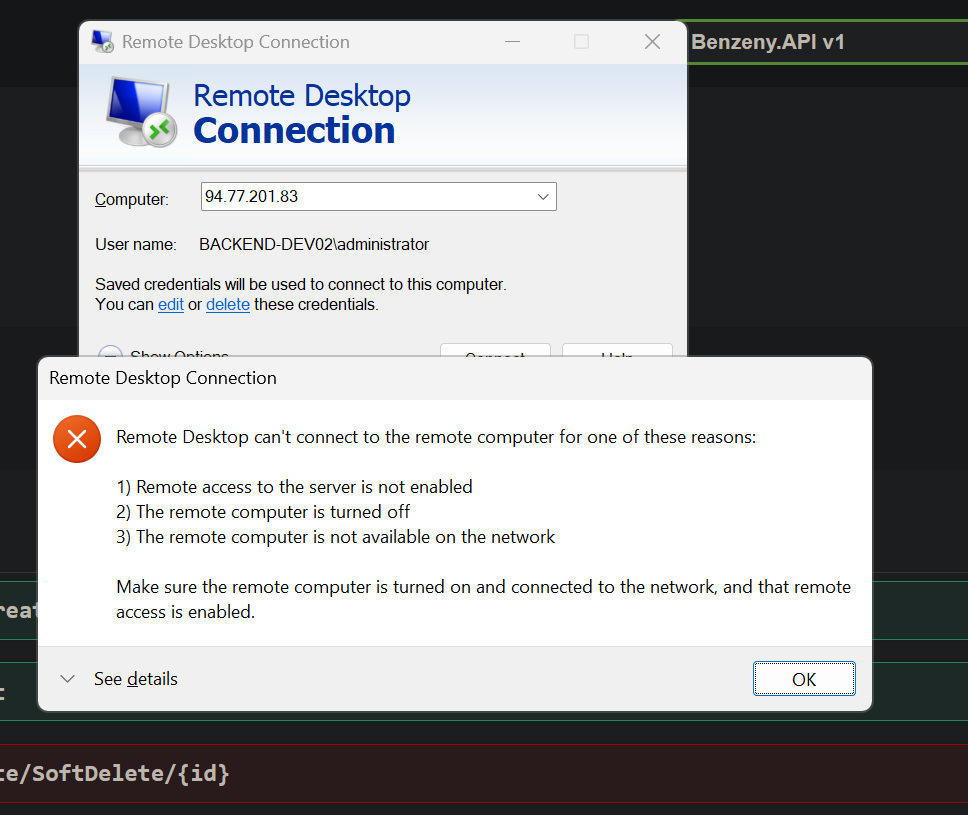 Remote Desktop Connection
Benzeny.API v1
Remote Desktop
Connection
Computer:
94.77.201.83
User name:
BACKEND-DEV02\administrator
Saved credentials will be used to connect to this computer.
You can edit or delete these credentials.
Show Options
Connect
Help
Remote Desktop Connection
Remote Desktop can't connect to the remote computer for one of these reasons:
1) Remote access to the server is not enabled
2) The remote computer is turned off
3) The remote computer is not available on the network
Make sure the remote computer is turned on and connected to the network, and that remote
access is enabled.
See details
OK
te/SoftDelete/{id}